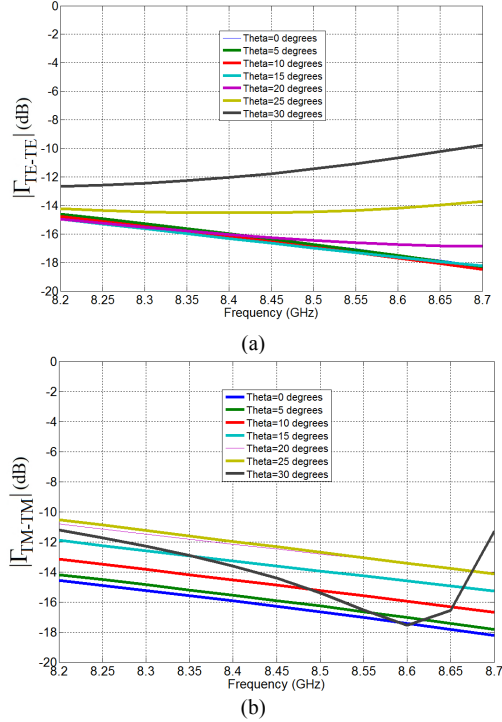 0
-2
-4
-6
-8
-10
-12
-14
-16
-18
-20
|Γ_TE-TE| (dB)
Theta=0 degrees
Theta=5 degrees
Theta=10 degrees
Theta=15 degrees
Theta=20 degrees
Theta=25 degrees
Theta=30 degrees
8.2 8.25 8.3 8.35 8.4 8.45 8.5 8.55 8.6 8.65 8.7
Frequency (GHz)
(a)
0
-2
-4
-6
-8
-10
-12
-14
-16
-18
-20
|Γ_TM-TM| (dB)
Theta=0 degrees
Theta=5 degrees
Theta=10 degrees
Theta=15 degrees
Theta=20 degrees
Theta=25 degrees
Theta=30 degrees
8.2 8.25 8.3 8.35 8.4 8.45 8.5 8.55 8.6 8.65 8.7
Frequency (GHz)
(b)